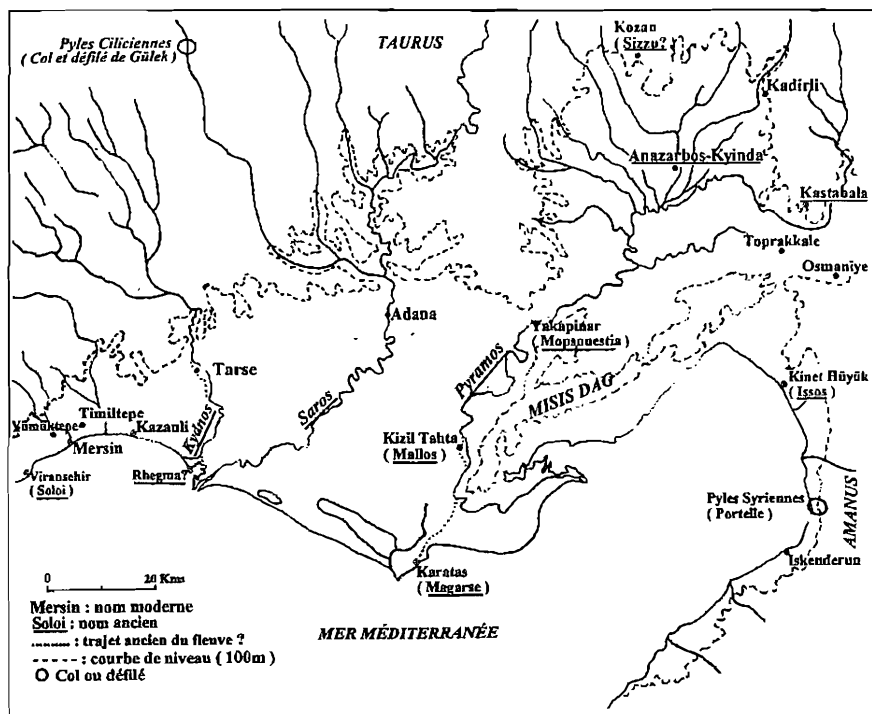 Pyles Ciliciennes
( Col et défilé de Gülek )
TAURUS
Kozan
( Sizzu? )
Kadirli
Anazarbos-Kyinda
Kastabala
Toprakkale
Osmaniye
Adana
Yakapinar
( Mopsouestia )
Pyramos
MISIS DAG
Tarse
Saros
Kydnos
Kinet Hüyük
( Issos )
Timiltepe
Yümüktepe
Kazanli
Mersin
Kizil Tahta
( Mallos )
Viransehir
( Soloi )
Rhegma?
Pyles Syriennes
( Portelle )
AMANUS
Iskenderun
Karatas
( Magarse )
0 20 Kms
Mersin : nom moderne
Soloi : nom ancien
......... : trajet ancien du fleuve ?
------ : courbe de niveau ( 100m )
O Col ou défilé
MER MÉDITERRANÉE